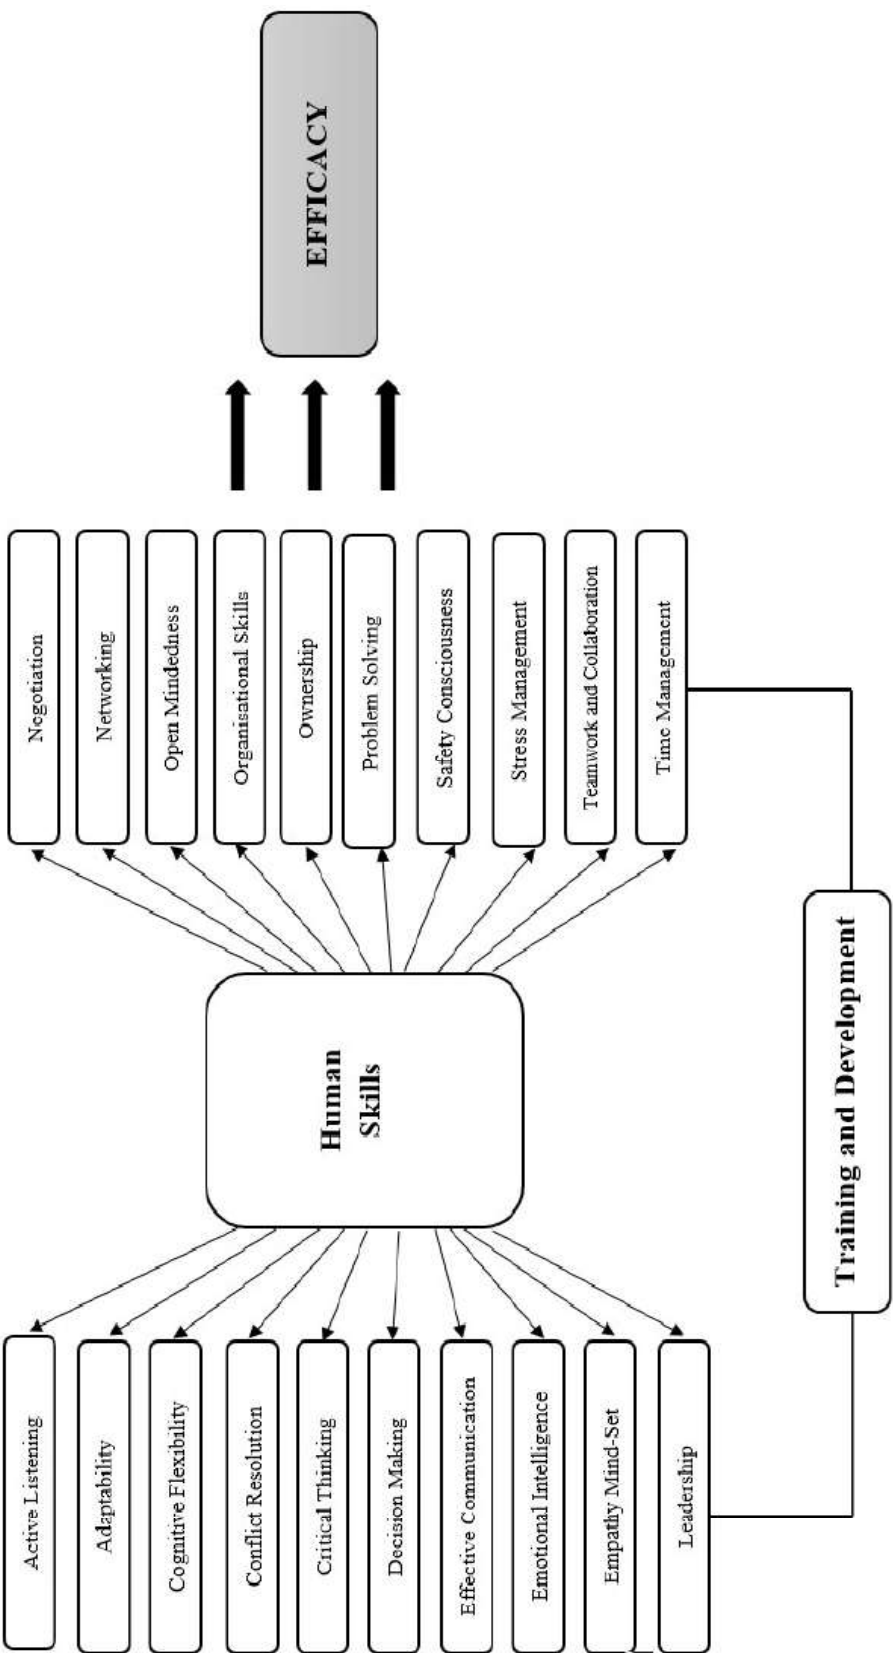 Active Listening
Adaptability
Cognitive Flexibility
Conflict Resolution
Critical Thinking
Decision Making
Effective Communication
Emotional Intelligence
Empathy Mind-Set
Leadership
Human
Skills
Training and Development
Negotiation
Networking
Open Mindedness
Organisational Skills
Ownership
Problem Solving
Safety Consciousness
Stress Management
Teamwork and Collaboration
Time Management
EFFICACY